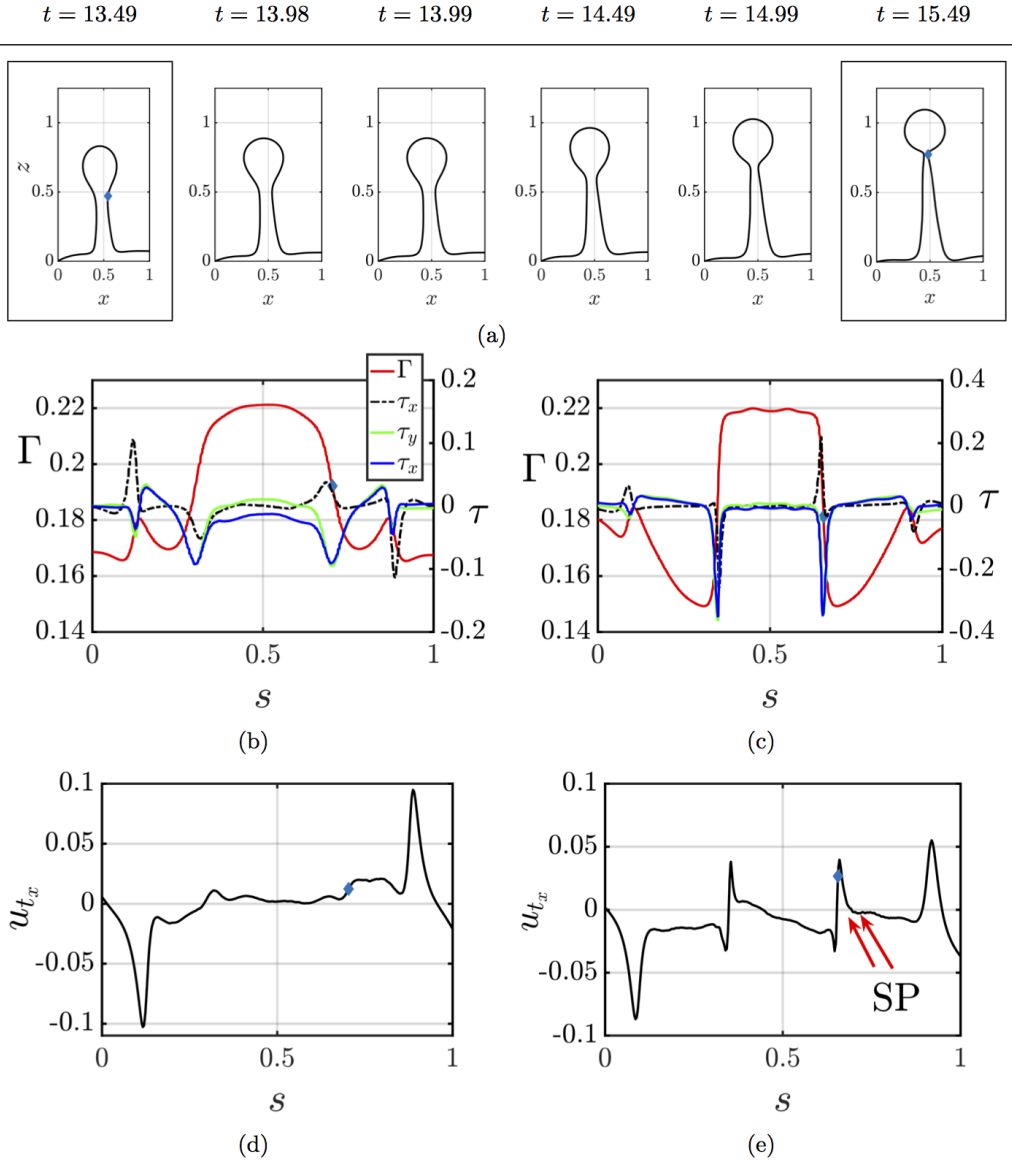 t = 13.49 t = 13.98 t = 13.99 t = 14.49 t = 14.99 t = 15.49
1 1 1 1 1 1
z
0.5 0.5 0.5 0.5 0.5 0.5
0 0 0 0 0 0
0 0.5 1 0 0.5 1 0 0.5 1 0 0.5 1 0 0.5 1 0 0.5 1
x x x x x x
(a)
Γ
τx
τy
τx
0.22
0.2
0.18
0.16
0.14
Γ
0.2
0.1
0
-0.1
-0.2
τ
0 0.5 1
s
(b)
0.22
0.2
0.18
0.16
0.14
Γ
0.4
0.2
0
-0.2
-0.4
τ
0 0.5 1
s
(c)
0.1
0.05
0
-0.05
-0.1
utx
0 0.5 1
s
(d)
0.1
0.05
0
-0.05
-0.1
utx
SP
0 0.5 1
s
(e)